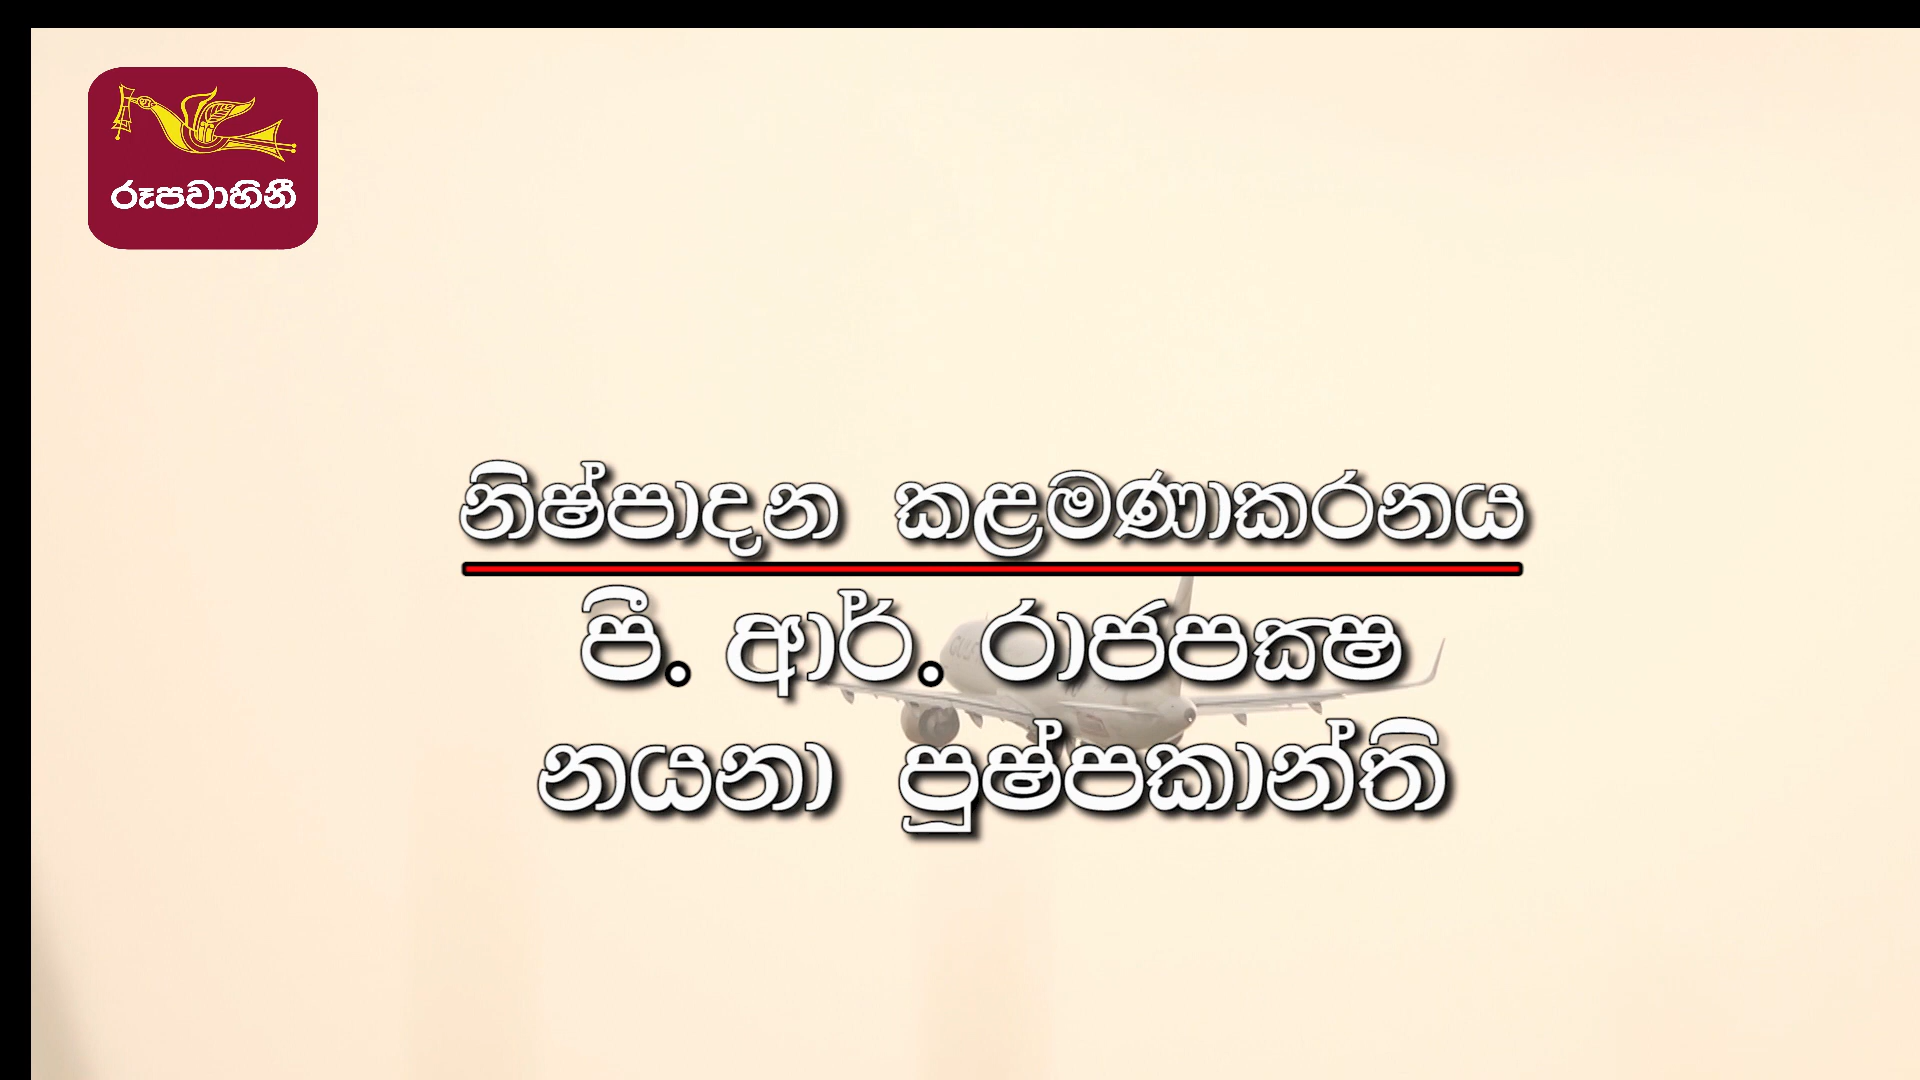 රූපවාහිනී
නිෂ්පාදන කළමණාකරනය
පී. ආර්. රාජපක්ෂ
නයනා පුෂ්පකාන්ති